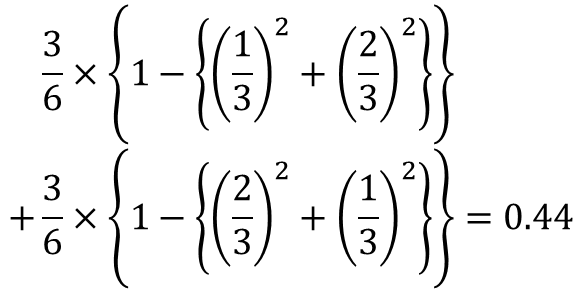 3/6 × {1 − {(1/3)² + (2/3)²}}
+ 3/6 × {1 − {(2/3)² + (1/3)²}} = 0.44